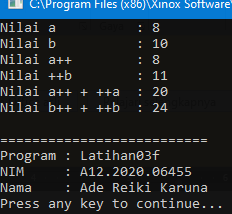 C:\Program Files (x86)\Xinox Software\
Nilai a : 8
Nilai b : 10
Nilai a++ : 8
Nilai ++b : 11
Nilai a++ + ++a : 20
Nilai b++ + ++b : 24
==========================
Program : Latihan03f
NIM : A12.2020.06455
Nama : Ade Reiki Karuna
Press any key to continue...